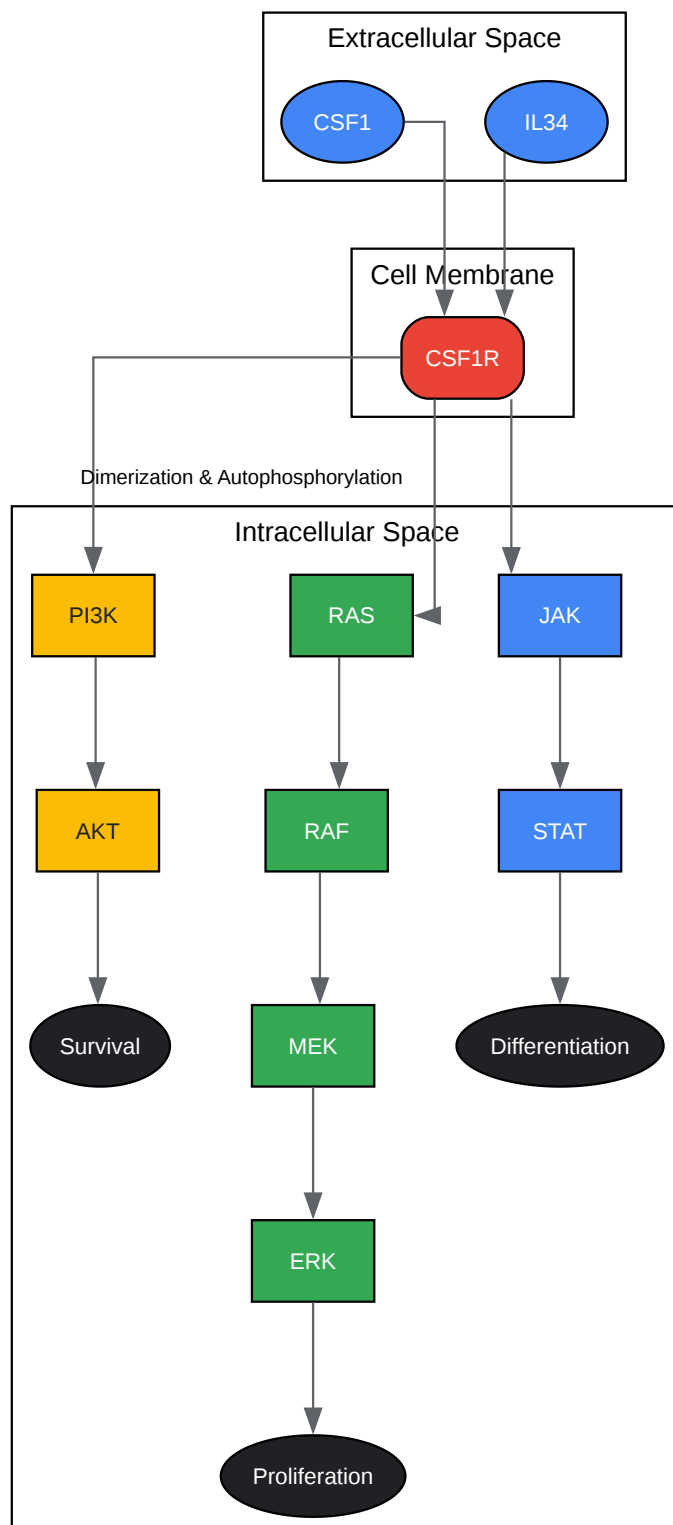 Extracellular Space
CSF1
IL34
Cell Membrane
CSF1R
Dimerization & Autophosphorylation
Intracellular Space
PI3K
RAS
JAK
AKT
RAF
STAT
Survival
MEK
Differentiation
ERK
Proliferation